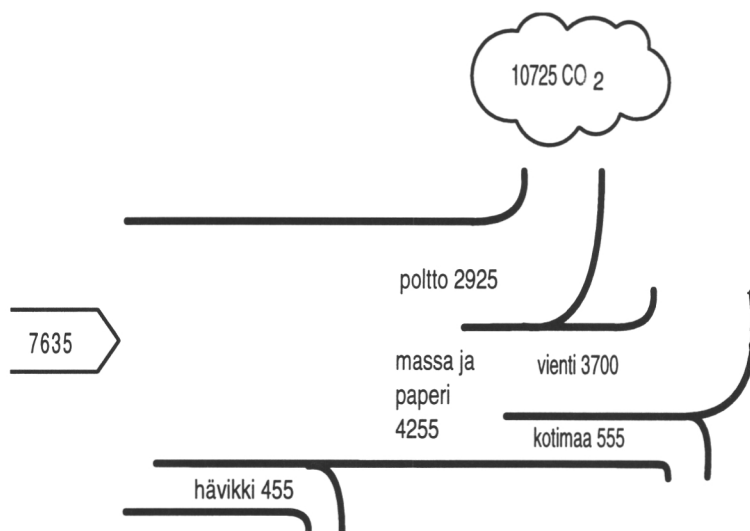 10725 CO 2
poltto 2925
7635
massa ja
paperi
4255
vienti 3700
kotimaa 555
hävikki 455